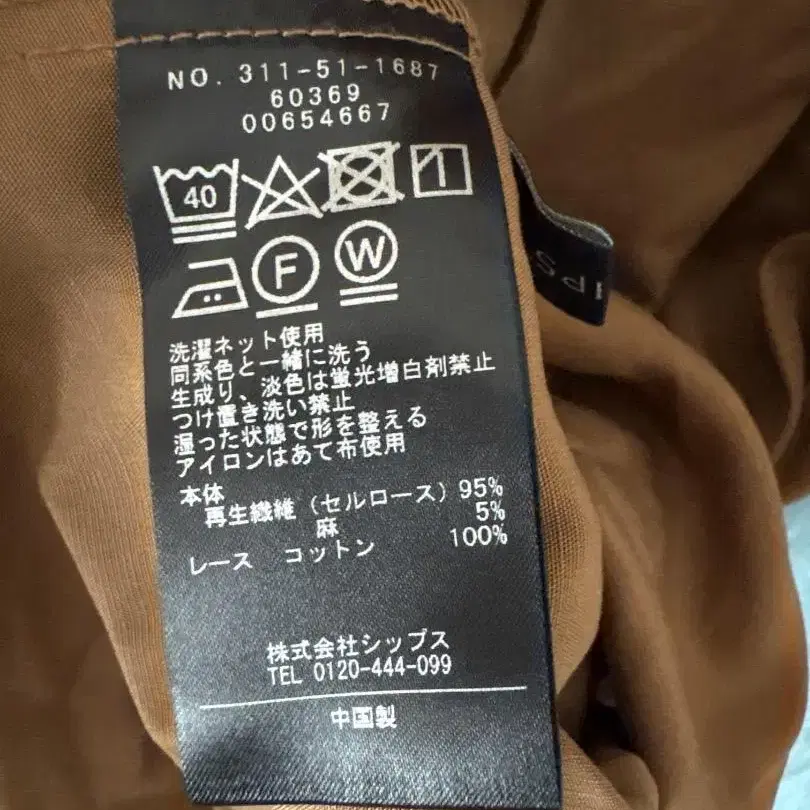 NO. 311-51-1687
60369
00654667
40
F W
洗濯ネット使用
同系色と一緒に洗う
生成り、淡色は蛍光増白剤禁止
つけ置き洗い禁止
湿った状態で形を整える
アイロンはあて布使用
本体
再生繊維（セルロース）95%
麻 5%
レース コットン 100%
株式会社シップス
TEL 0120-444-099
中国製